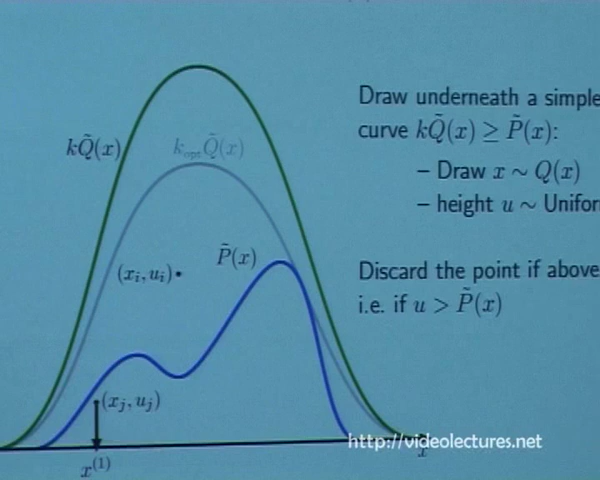 Draw underneath a simple
curve kQ̃(x) ≥ P̃(x):
– Draw x ∼ Q(x)
– height u ∼
Discard the point if above
i.e. if u > P̃(x)
kQ̃(x)
k_opt Q̃(x)
P̃(x)
(x_i, u_i)
(x_j, u_j)
x^(1)
x
http://videolectures.net